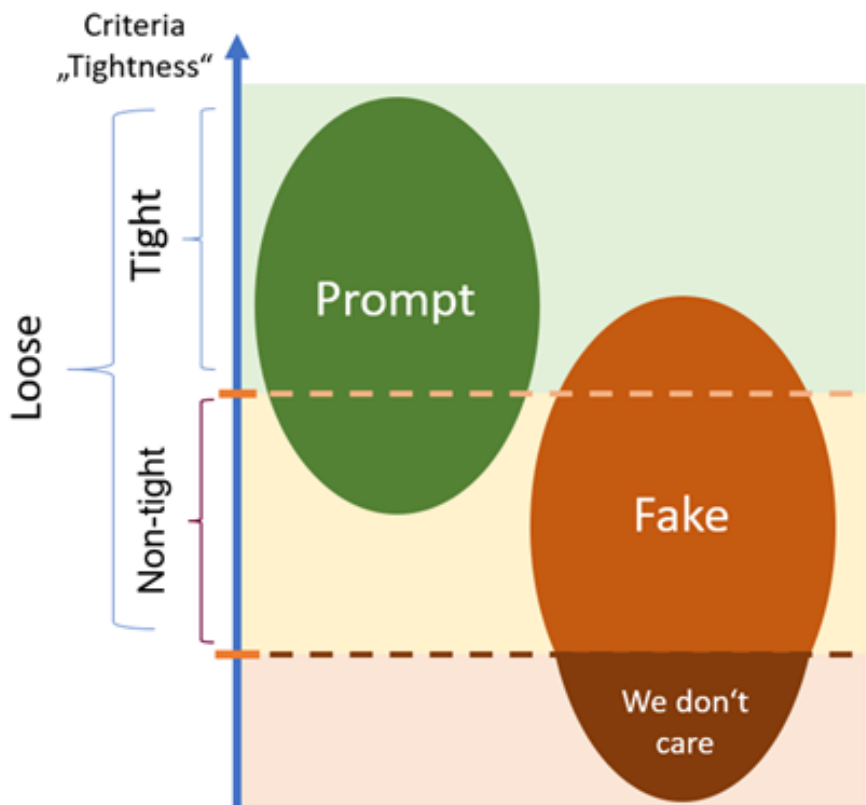 Criteria
„Tightness“
Loose
Tight
Non-tight
Prompt
Fake
We don‘t
care